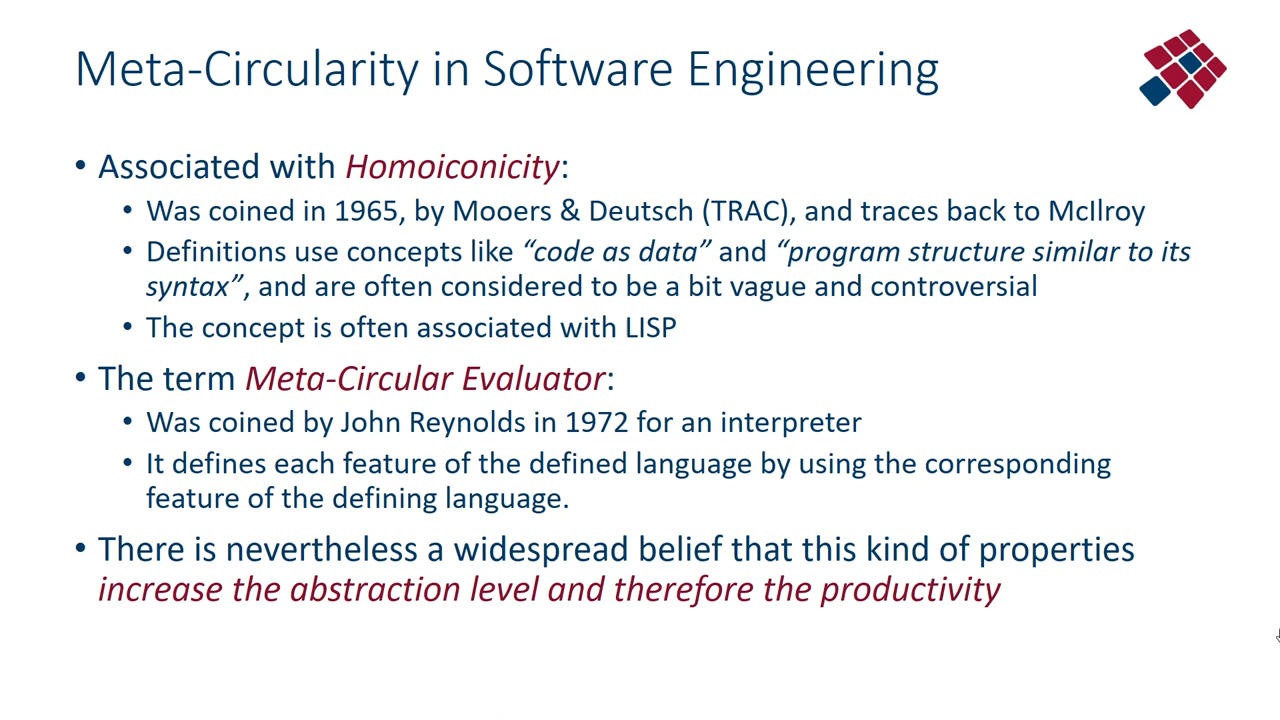 Meta-Circularity in Software Engineering
• Associated with Homoiconicity:
• Was coined in 1965, by Mooers & Deutsch (TRAC), and traces back to McIlroy
• Definitions use concepts like “code as data” and “program structure similar to its
syntax”, and are often considered to be a bit vague and controversial
• The concept is often associated with LISP
• The term Meta-Circular Evaluator:
• Was coined by John Reynolds in 1972 for an interpreter
• It defines each feature of the defined language by using the corresponding
feature of the defining language.
• There is nevertheless a widespread belief that this kind of properties
increase the abstraction level and therefore the productivity